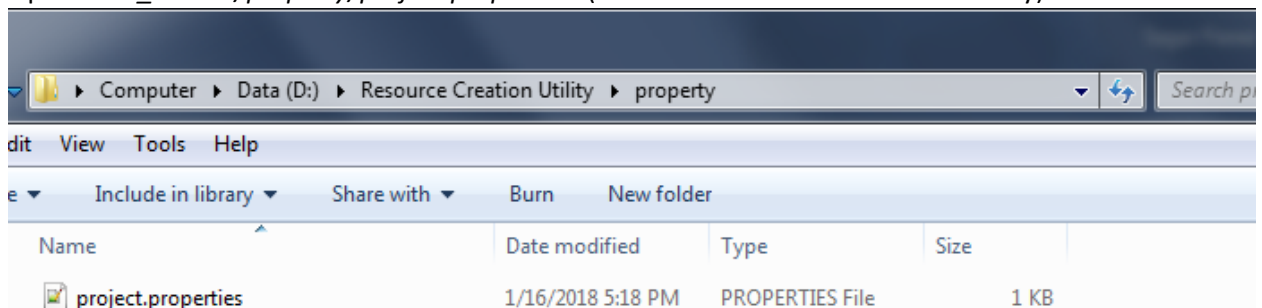 Computer ▸ Data (D:) ▸ Resource Creation Utility ▸ property
Search
dit View Tools Help
e Include in library Share with Burn New folder
Name Date modified Type Size
project.properties 1/16/2018 5:18 PM PROPERTIES File 1 KB